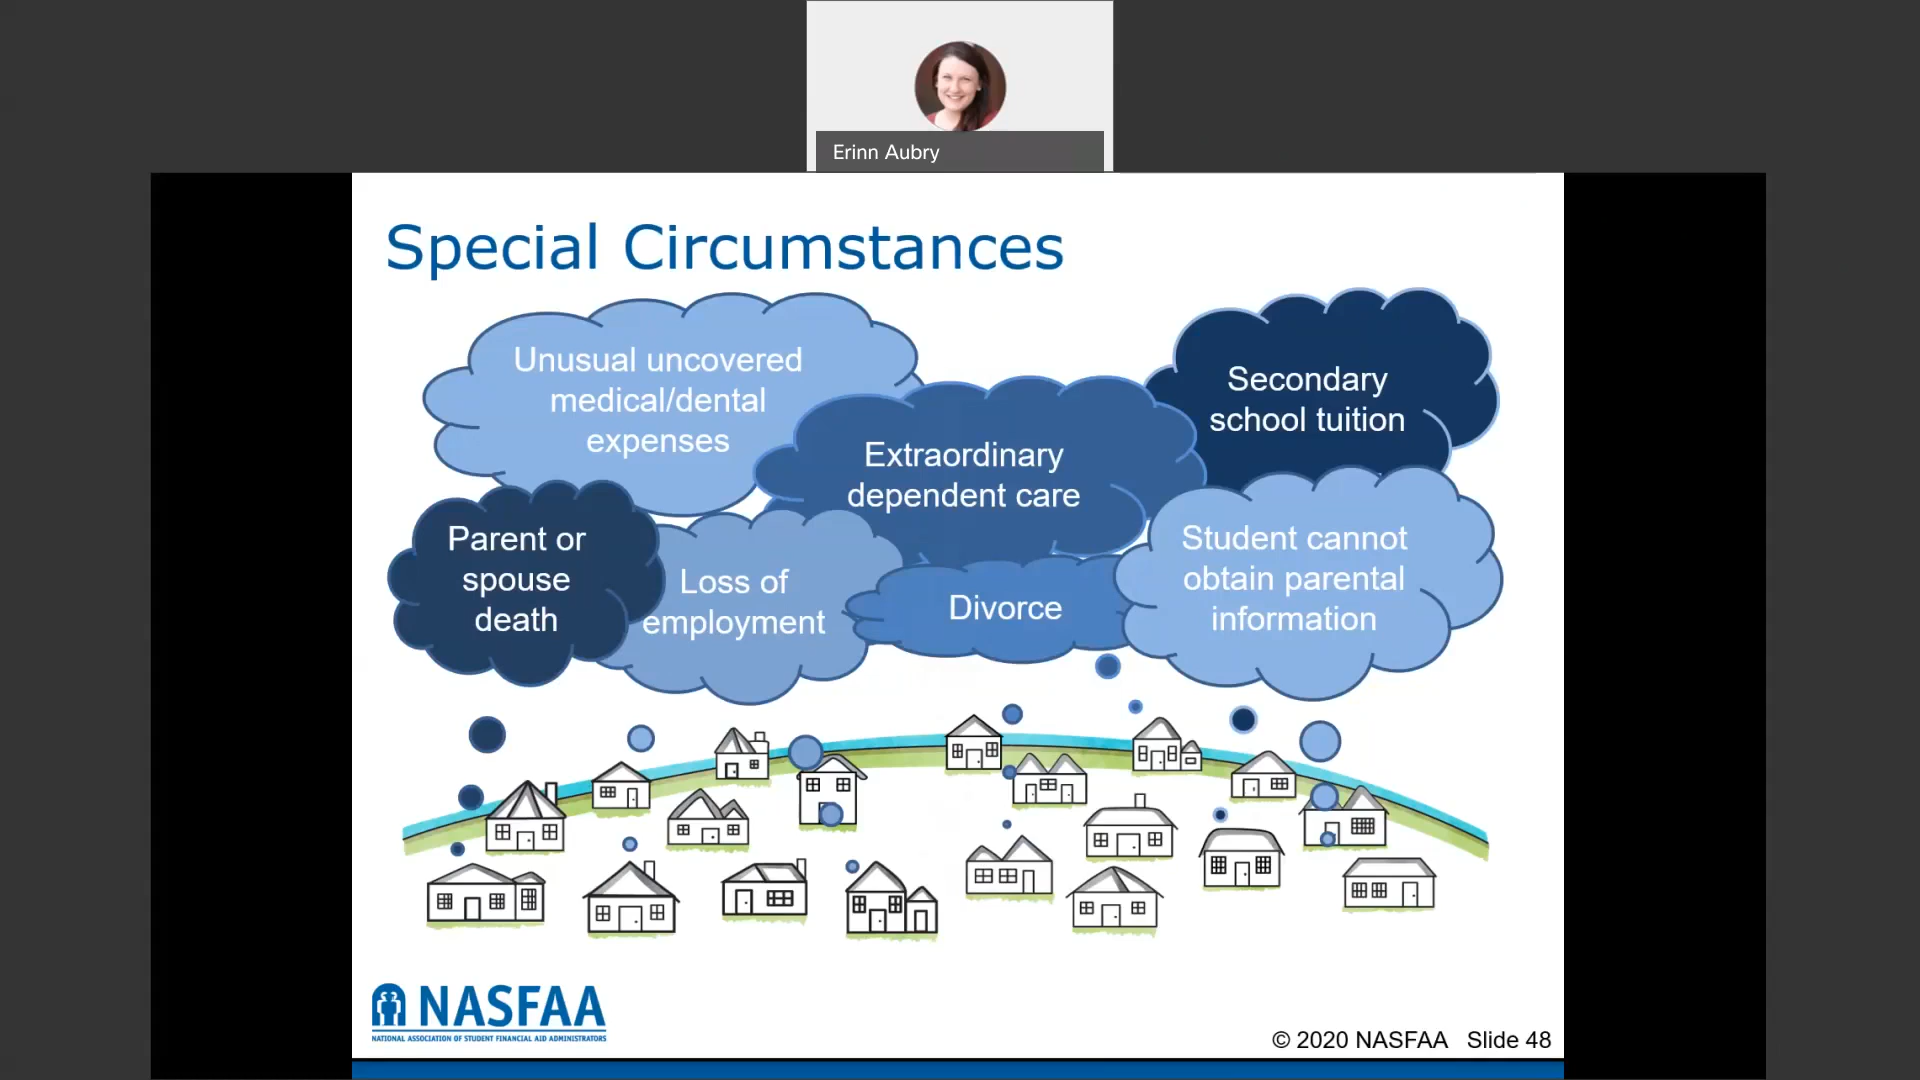 Erinn Aubry
Special Circumstances
Unusual uncovered
medical/dental
expenses
Secondary
school tuition
Extraordinary
dependent care
Parent or
spouse
death
Loss of
employment
Divorce
Student cannot
obtain parental
information
NASFAA
NATIONAL ASSOCIATION OF STUDENT FINANCIAL AID ADMINISTRATORS
© 2020 NASFAA Slide 48